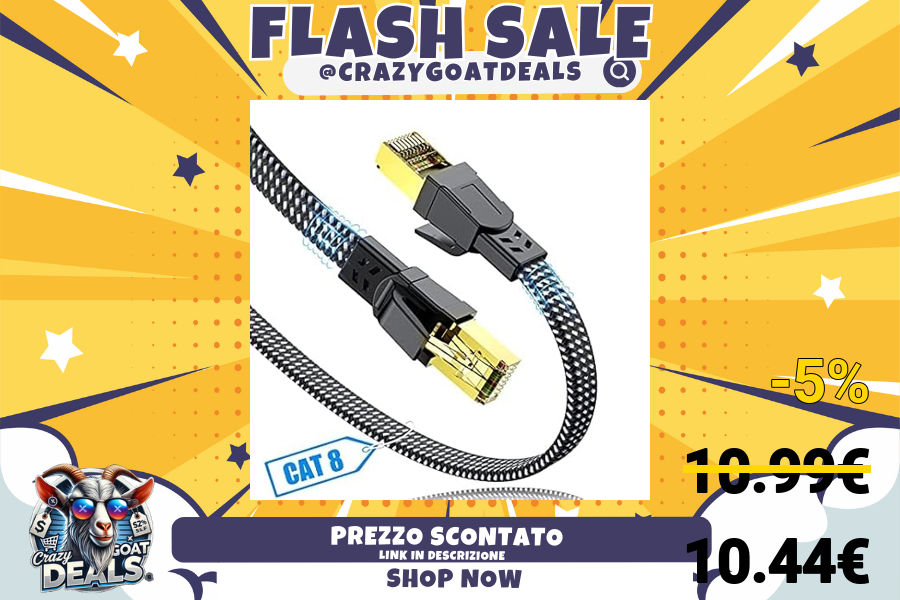 FLASH SALE
@CRAZYGOATDEALS
CAT 8
-5%
10.99€
10.44€
$
52%
Crazy
GOAT
DEALS
PREZZO SCONTATO
LINK IN DESCRIZIONE
SHOP NOW